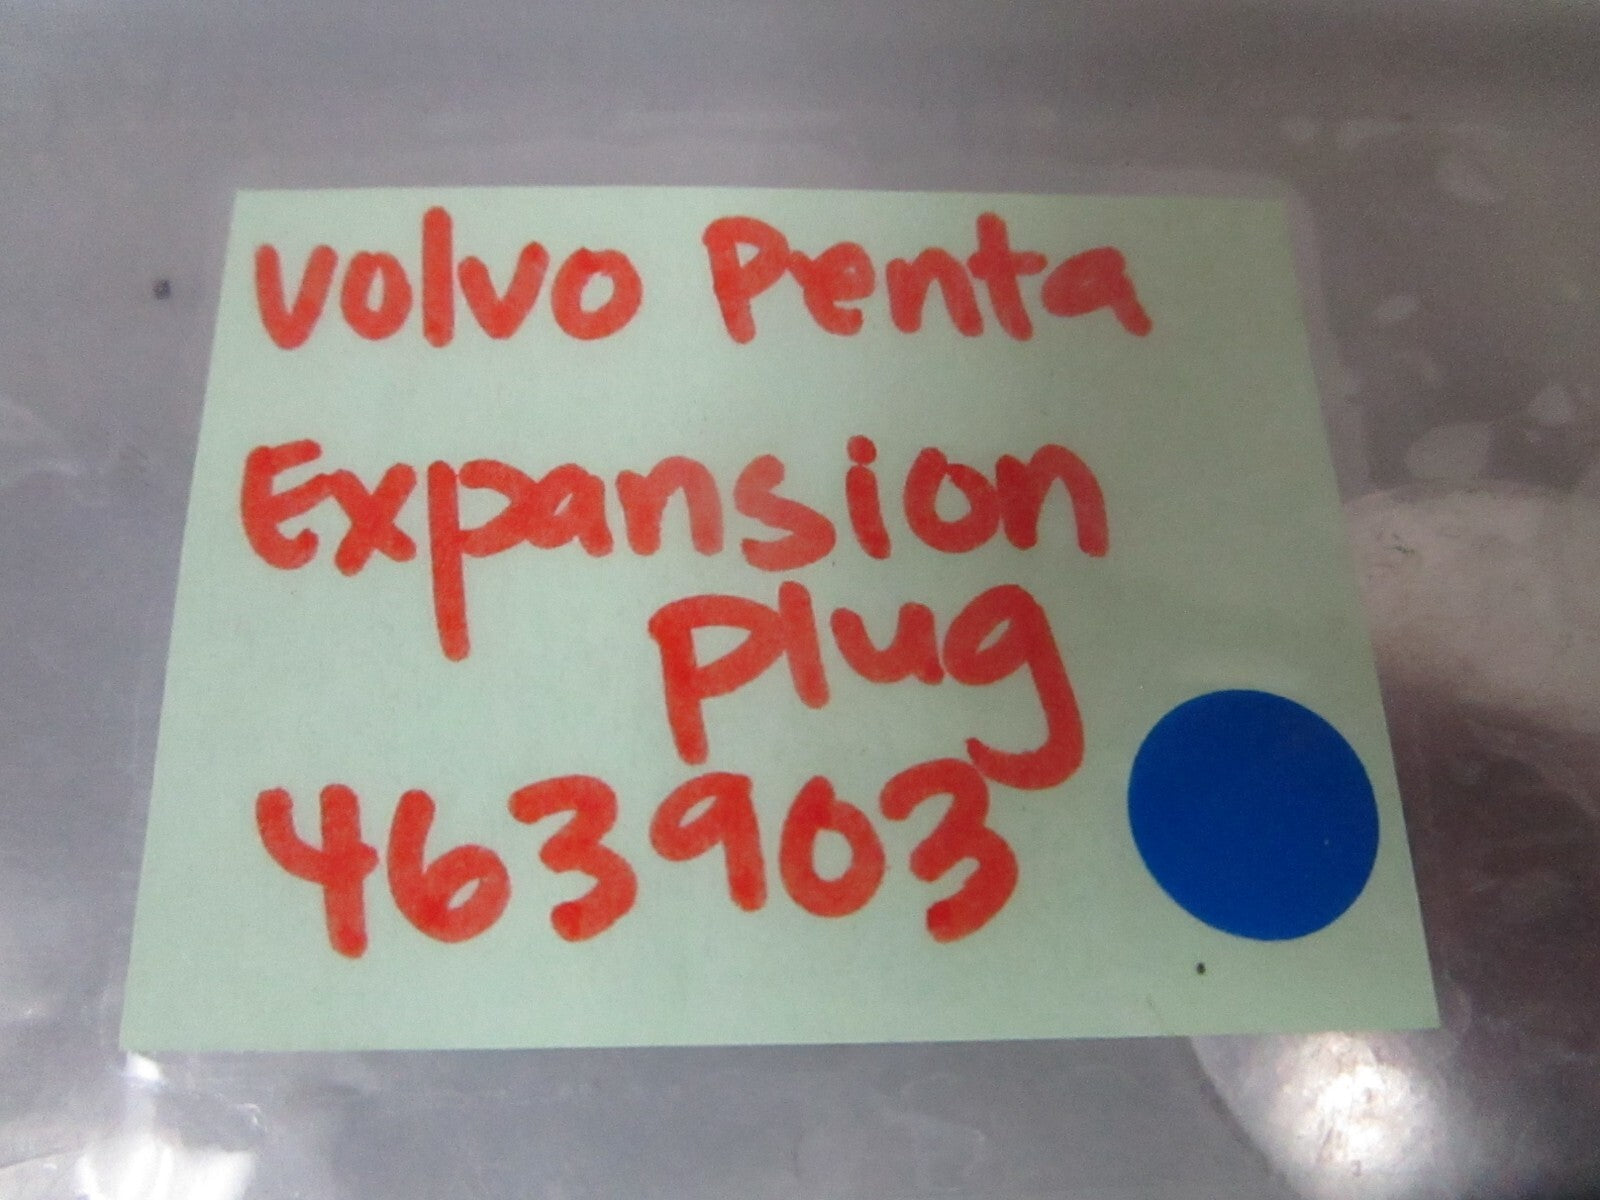 Volvo Penta
Expansion
plug
463903